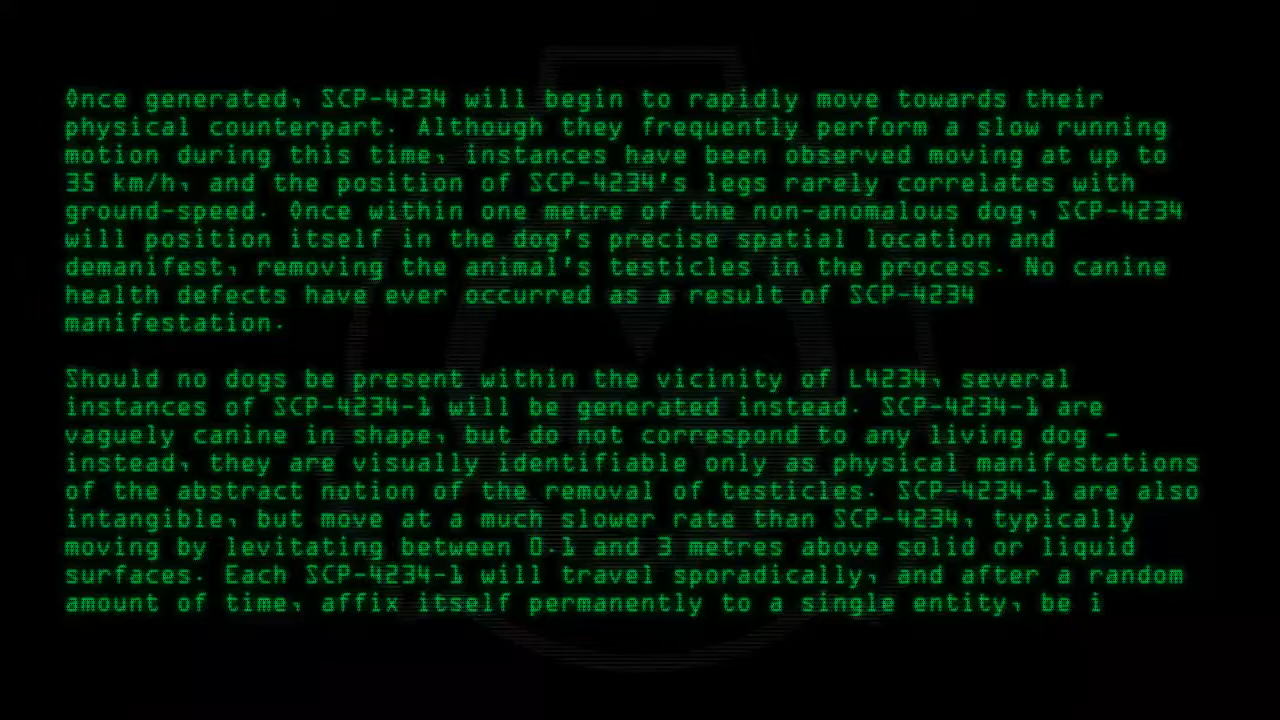 Once generated, SCP-4234 will begin to rapidly move towards their
physical counterpart. Although they frequently perform a slow running
motion during this time, instances have been observed moving at up to
35 km/h, and the position of SCP-4234's legs rarely correlates with
ground-speed. Once within one metre of the non-anomalous dog, SCP-4234
will position itself in the dog's precise spatial location and
demanifest, removing the animal's testicles in the process. No canine
health defects have ever occurred as a result of SCP-4234
manifestation.
Should no dogs be present within the vicinity of L4234, several
instances of SCP-4234-1 will be generated instead. SCP-4234-1 are
vaguely canine in shape, but do not correspond to any living dog -
instead, they are visually identifiable only as physical manifestations
of the abstract notion of the removal of testicles. SCP-4234-1 are also
intangible, but move at a much slower rate than SCP-4234, typically
moving by levitating between 0.1 and 3 metres above solid or liquid
surfaces. Each SCP-4234-1 will travel sporadically, and after a random
amount of time, affix itself permanently to a single entity, be i